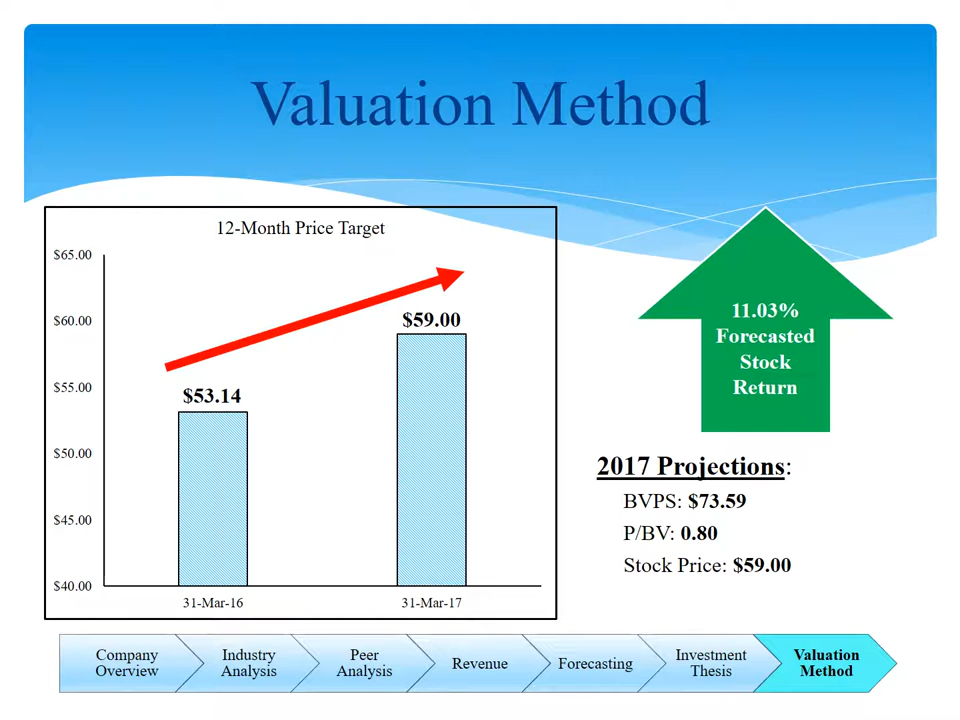 Valuation Method
12-Month Price Target
$65.00
$60.00
$55.00
$50.00
$45.00
$40.00
$53.14
$59.00
31-Mar-16
31-Mar-17
11.03%
Forecasted
Stock
Return
2017 Projections:
BVPS: $73.59
P/BV: 0.80
Stock Price: $59.00
Company
Overview
Industry
Analysis
Peer
Analysis
Revenue
Forecasting
Investment
Thesis
Valuation
Method